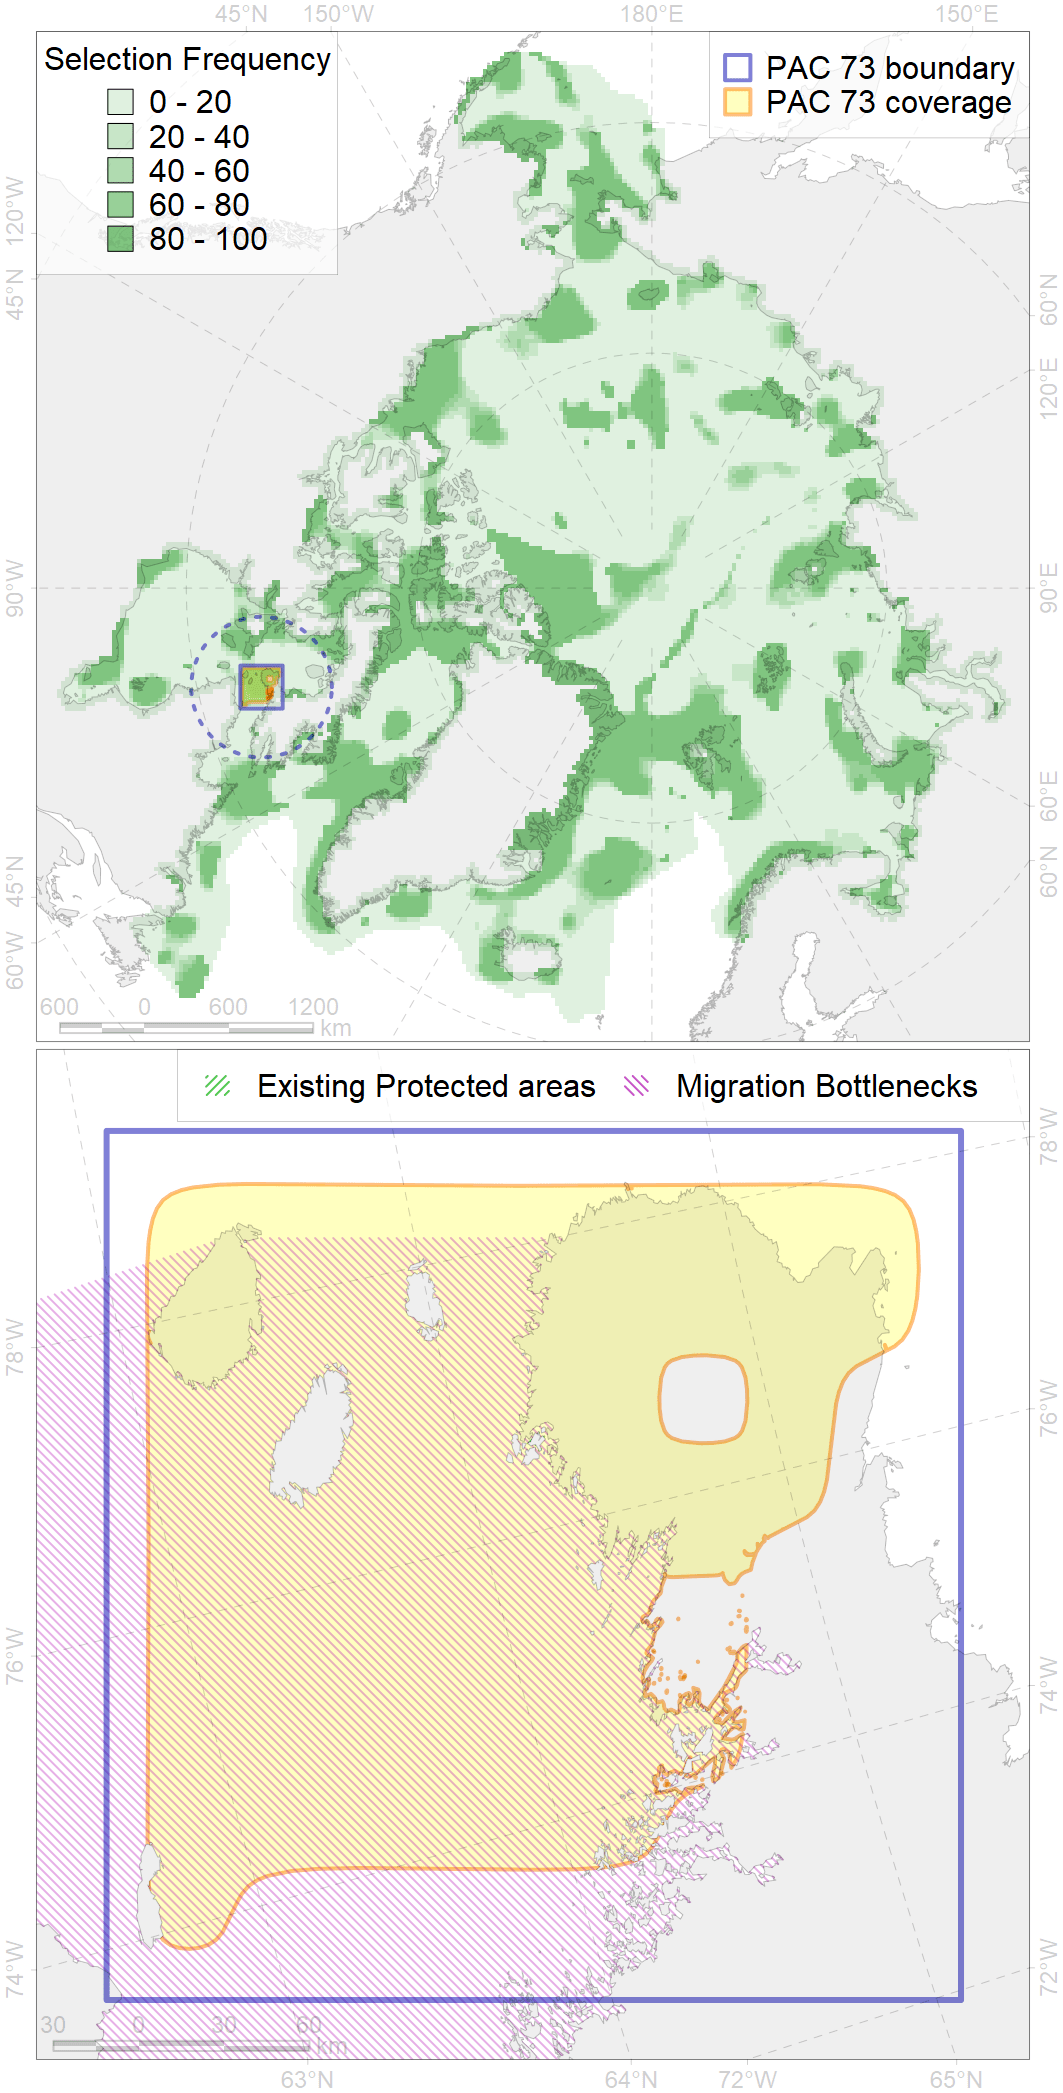 45°N 150°W 180°E 150°E
Selection Frequency
0 - 20
20 - 40
40 - 60
60 - 80
80 - 100
PAC 73 boundary
PAC 73 coverage
120°W
45°N
90°W
45°N
60°W
60°N
120°E
90°E
60°E
60°N
600 0 600 1200
km
Existing Protected areas Migration Bottlenecks
78°W
76°W
74°W
78°W
76°W
74°W
72°W
30 0 30 60
km
63°N 64°N 72°W 65°N